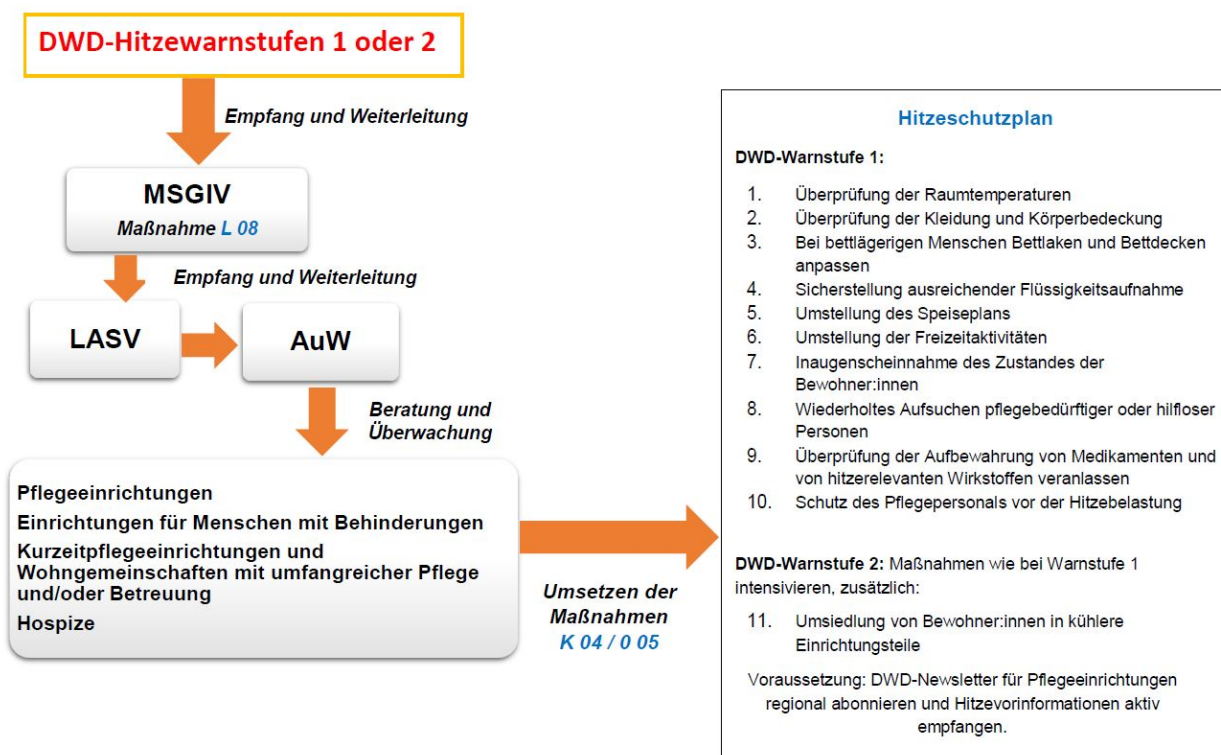 DWD-Hitzewarnstufen 1 oder 2
Empfang und Weiterleitung
MSGIV
Maßnahme L 08
Empfang und Weiterleitung
LASV
AuW
Beratung und
Überwachung
Pflegeeinrichtungen
Einrichtungen für Menschen mit Behinderungen
Kurzeitpflegeeinrichtungen und
Wohngemeinschaften mit umfangreicher Pflege
und/oder Betreuung
Hospize
Umsetzen der
Maßnahmen
K 04 / 0 05
Hitzeschutzplan
DWD-Warnstufe 1:
1. Überprüfung der Raumtemperaturen
2. Überprüfung der Kleidung und Körperbedeckung
3. Bei bettlägerigen Menschen Bettlaken und Bettdecken
anpassen
4. Sicherstellung ausreichender Flüssigkeitsaufnahme
5. Umstellung des Speiseplans
6. Umstellung der Freizeitaktivitäten
7. Inaugenscheinnahme des Zustandes der
Bewohner:innen
8. Wiederholtes Aufsuchen pflegebedürftiger oder hilfloser
Personen
9. Überprüfung der Aufbewahrung von Medikamenten und
von hitzerelevanten Wirkstoffen veranlassen
10. Schutz des Pflegepersonals vor der Hitzebelastung
DWD-Warnstufe 2: Maßnahmen wie bei Warnstufe 1
intensivieren, zusätzlich:
11. Umsiedlung von Bewohner:innen in kühlere
Einrichtungsteile
Voraussetzung: DWD-Newsletter für Pflegeeinrichtungen
regional abonnieren und Hitzevorinformationen aktiv
empfangen.